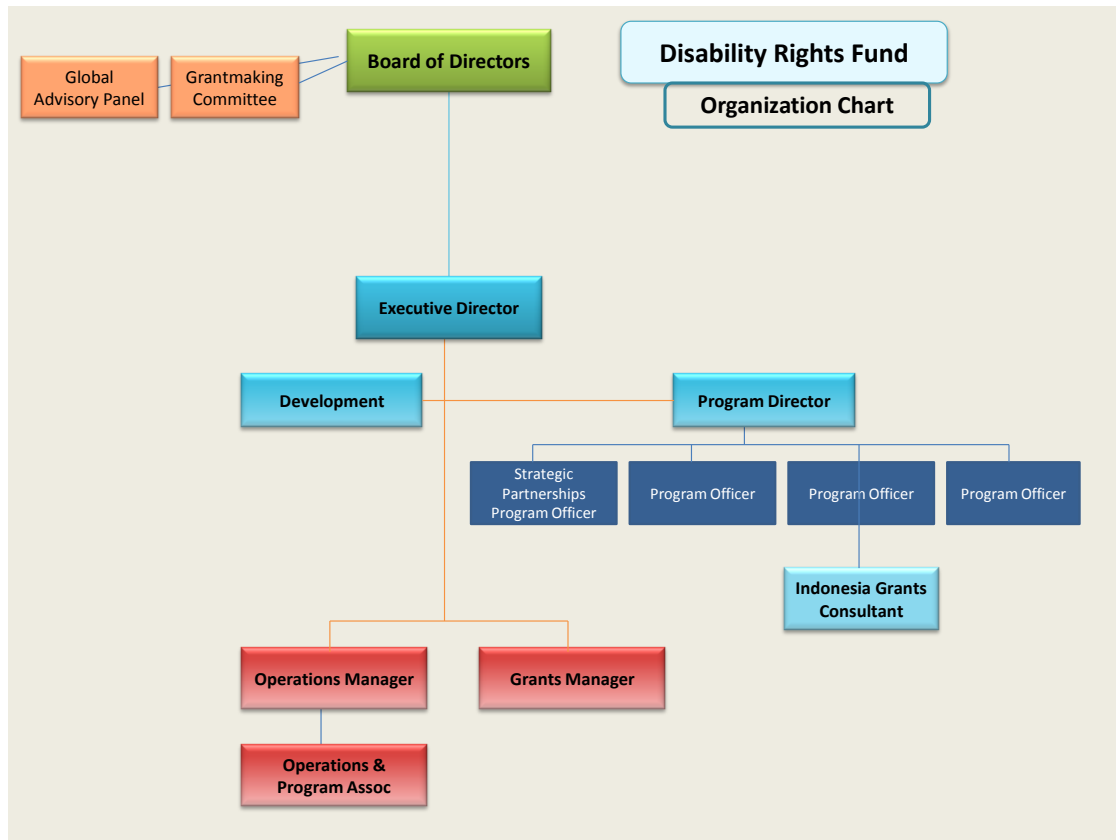 Board of Directors
Disability Rights Fund
Organization Chart
Global
Advisory Panel
Grantmaking
Committee
Executive Director
Development
Program Director
Strategic
Partnerships
Program Officer
Program Officer
Program Officer
Program Officer
Indonesia Grants
Consultant
Operations Manager
Grants Manager
Operations &
Program Assoc